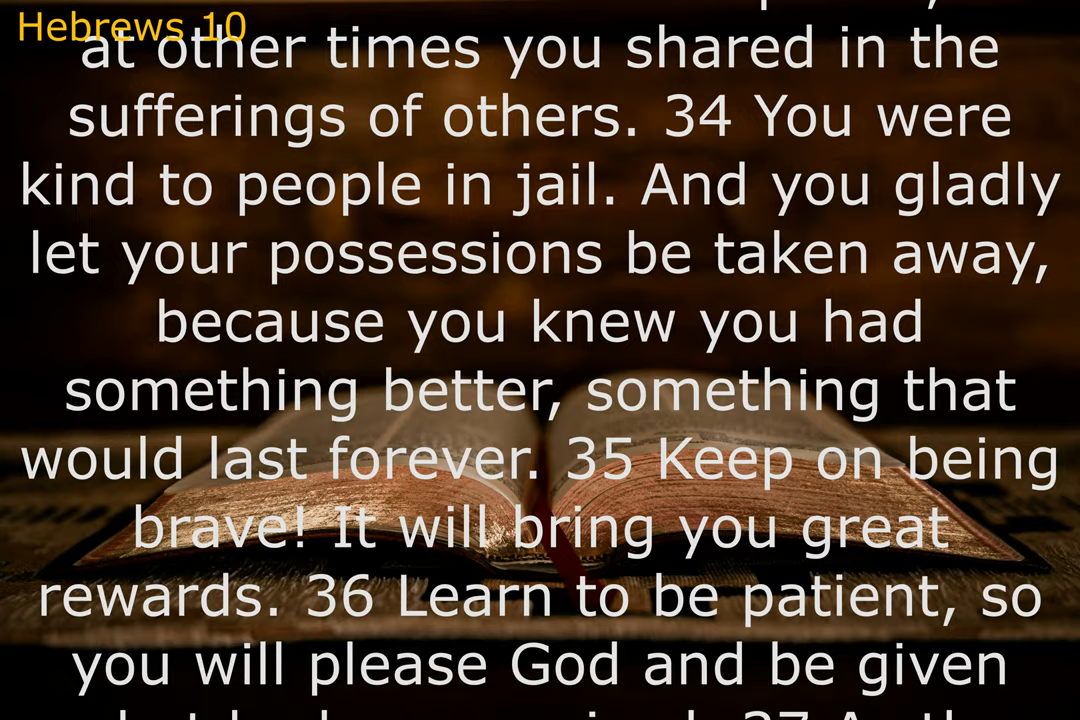 Hebrews 10
at other times you shared in the
sufferings of others. 34 You were
kind to people in jail. And you gladly
let your possessions be taken away,
because you knew you had
something better, something that
would last forever. 35 Keep on being
brave! It will bring you great
rewards. 36 Learn to be patient, so
you will please God and be given